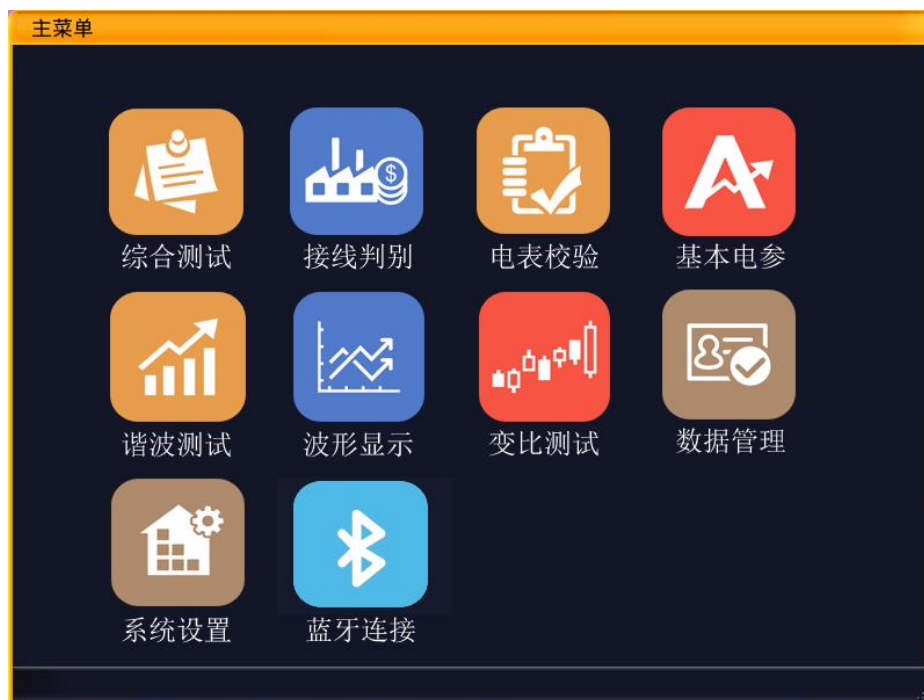 主菜单
综合测试 接线判别 电表校验 基本电参
谐波测试 波形显示 变比测试 数据管理
系统设置 蓝牙连接